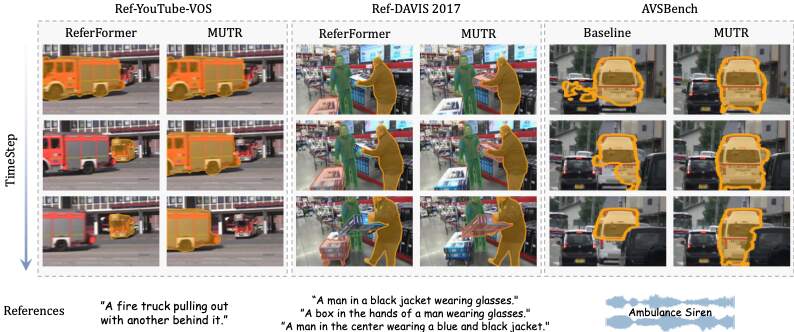 Ref-YouTube-VOS Ref-DAVIS 2017 AVSBench
ReferFormer MUTR ReferFormer MUTR Baseline MUTR
TimeStep
References
"A fire truck pulling out
with another behind it."
"A man in a black jacket wearing glasses."
"A box in the hands of a man wearing glasses."
"A man in the center wearing a blue and black jacket."
Ambulance Siren